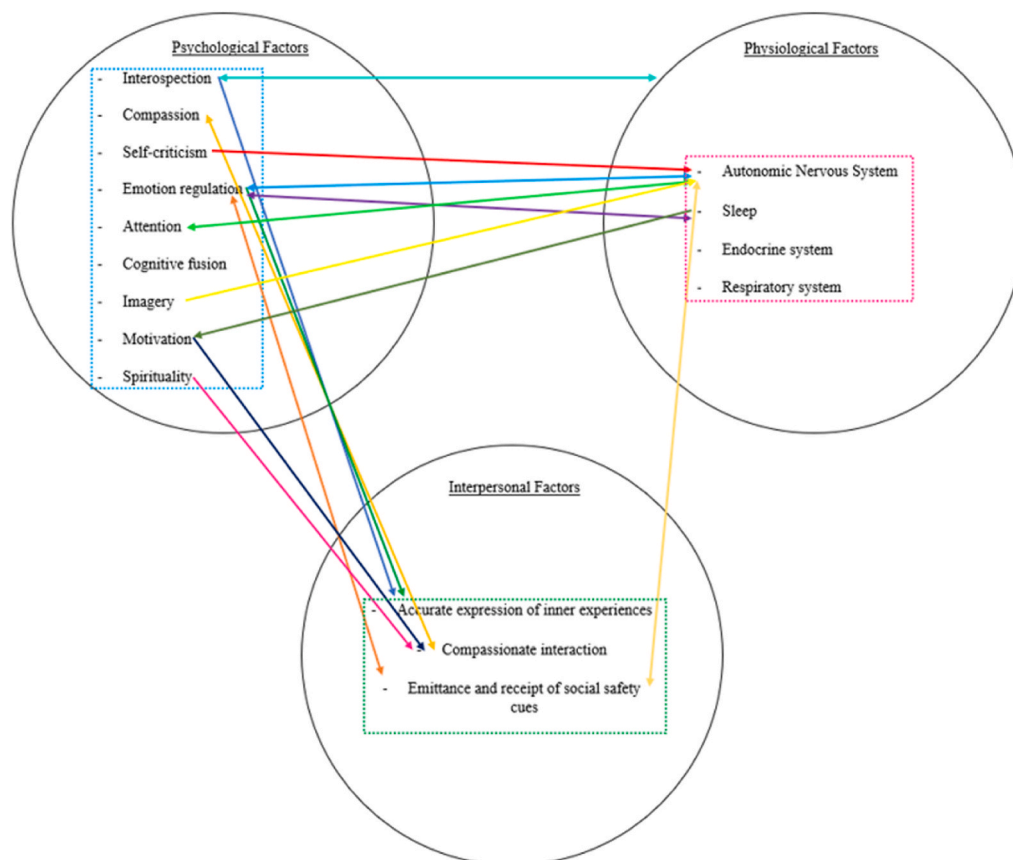 Psychological Factors
- Interospection
- Compassion
- Self-criticism
- Emotion regulation
- Attention
- Cognitive fusion
- Imagery
- Motivation
- Spirituality
Physiological Factors
- Autonomic Nervous System
- Sleep
- Endocrine system
- Respiratory system
Interpersonal Factors
- Accurate expression of inner experiences
- Compassionate interaction
- Emittance and receipt of social safety
cues